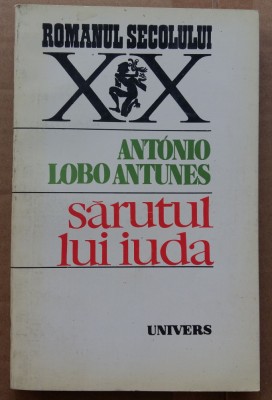 ROMANUL SECOLULUI
XX
ANTÓNIO
LOBO ANTUNES
sărutul
lui iuda
UNIVERS